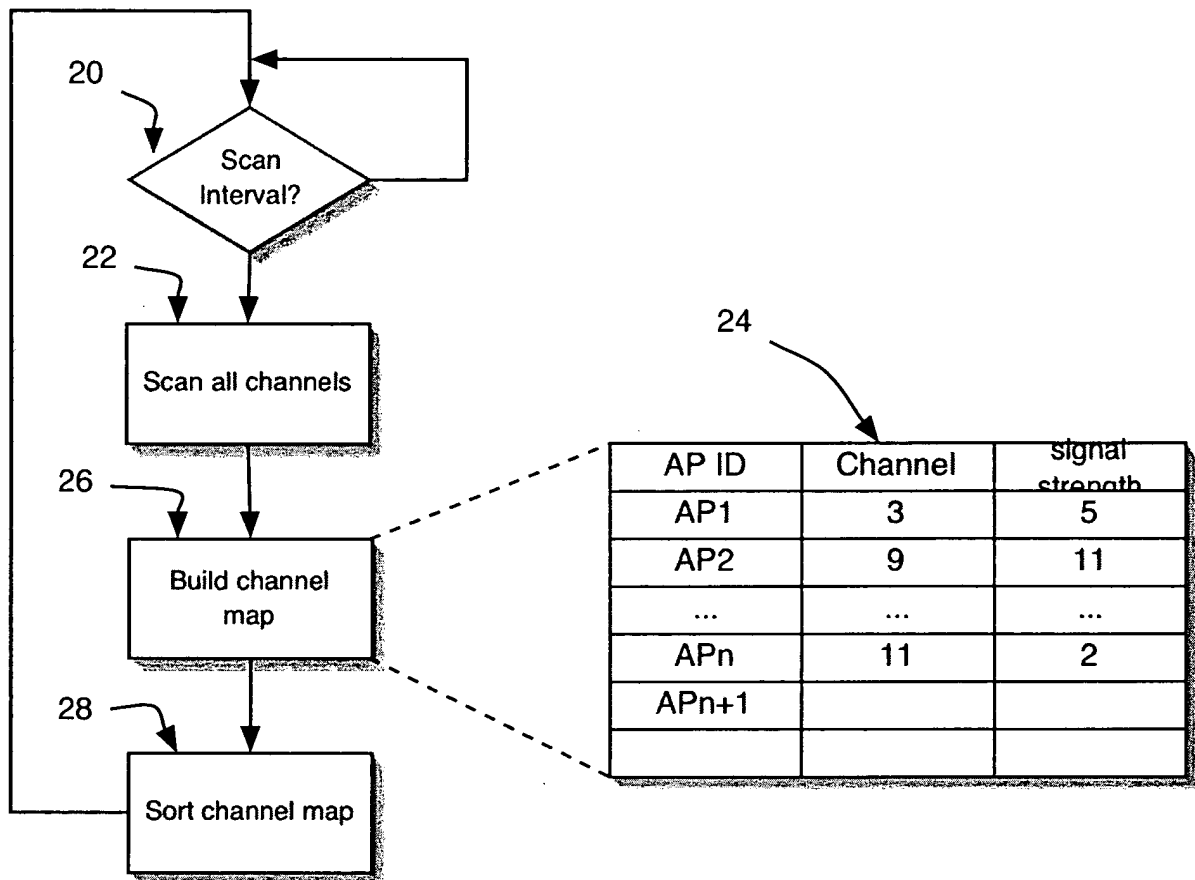 20
Scan
Interval?
22
Scan all channels
24
26
Build channel
map
AP ID Channel signal
strength
AP1 3 5
AP2 9 11
... ... ...
APn 11 2
APn+1
28
Sort channel map